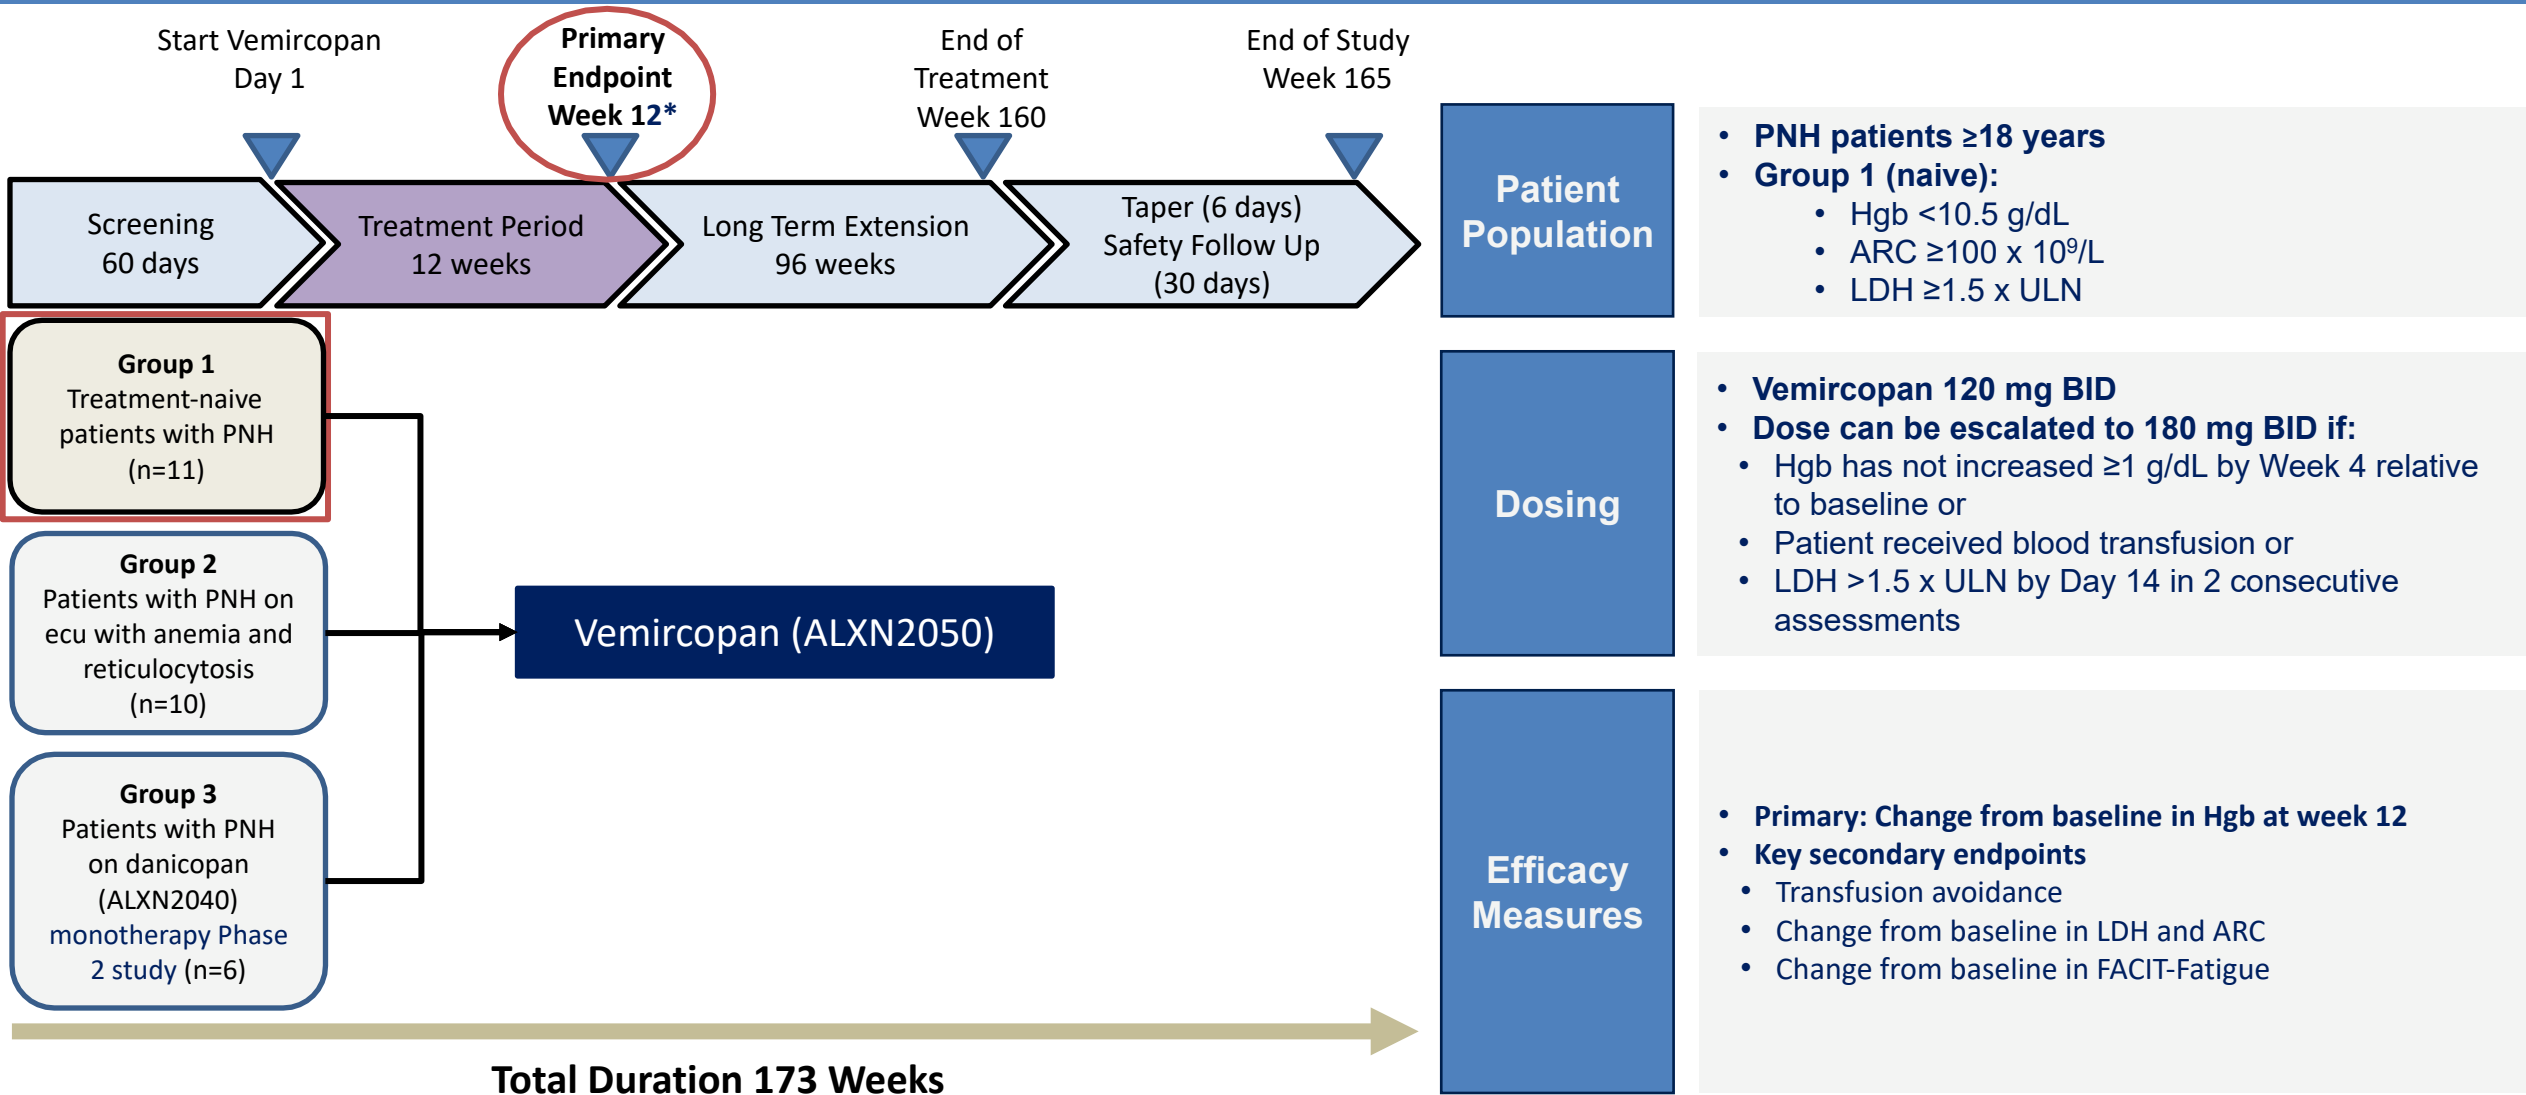 Start Vemircopan
Day 1
Primary
Endpoint
Week 12*
End of
Treatment
Week 160
End of Study
Week 165
Screening
60 days
Treatment Period
12 weeks
Long Term Extension
96 weeks
Taper (6 days)
Safety Follow Up
(30 days)
Group 1
Treatment-naive
patients with PNH
(n=11)
Group 2
Patients with PNH on
ecu with anemia and
reticulocytosis
(n=10)
Group 3
Patients with PNH
on danicopan
(ALXN2040)
monotherapy Phase
2 study (n=6)
Vemircopan (ALXN2050)
Total Duration 173 Weeks
Patient
Population
• PNH patients ≥18 years
• Group 1 (naive):
• Hgb <10.5 g/dL
• ARC ≥100 x 10⁹/L
• LDH ≥1.5 x ULN
Dosing
• Vemircopan 120 mg BID
• Dose can be escalated to 180 mg BID if:
• Hgb has not increased ≥1 g/dL by Week 4 relative
to baseline or
• Patient received blood transfusion or
• LDH >1.5 x ULN by Day 14 in 2 consecutive
assessments
Efficacy
Measures
• Primary: Change from baseline in Hgb at week 12
• Key secondary endpoints
• Transfusion avoidance
• Change from baseline in LDH and ARC
• Change from baseline in FACIT-Fatigue